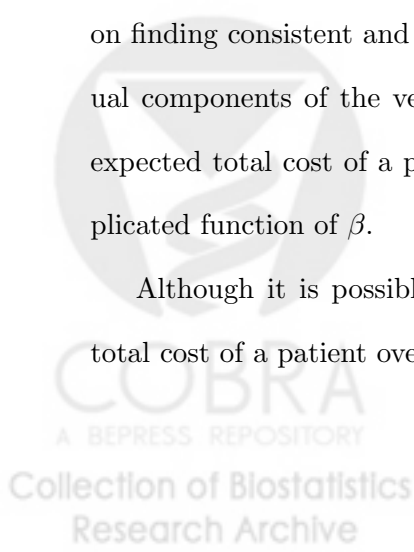 on finding consistent and
ual components of the ve
expected total cost of a p
plicated function of β.
Although it is possibl
total cost of a patient ove
COBRA
A BEPRESS REPOSITORY
Collection of Biostatistics
Research Archive